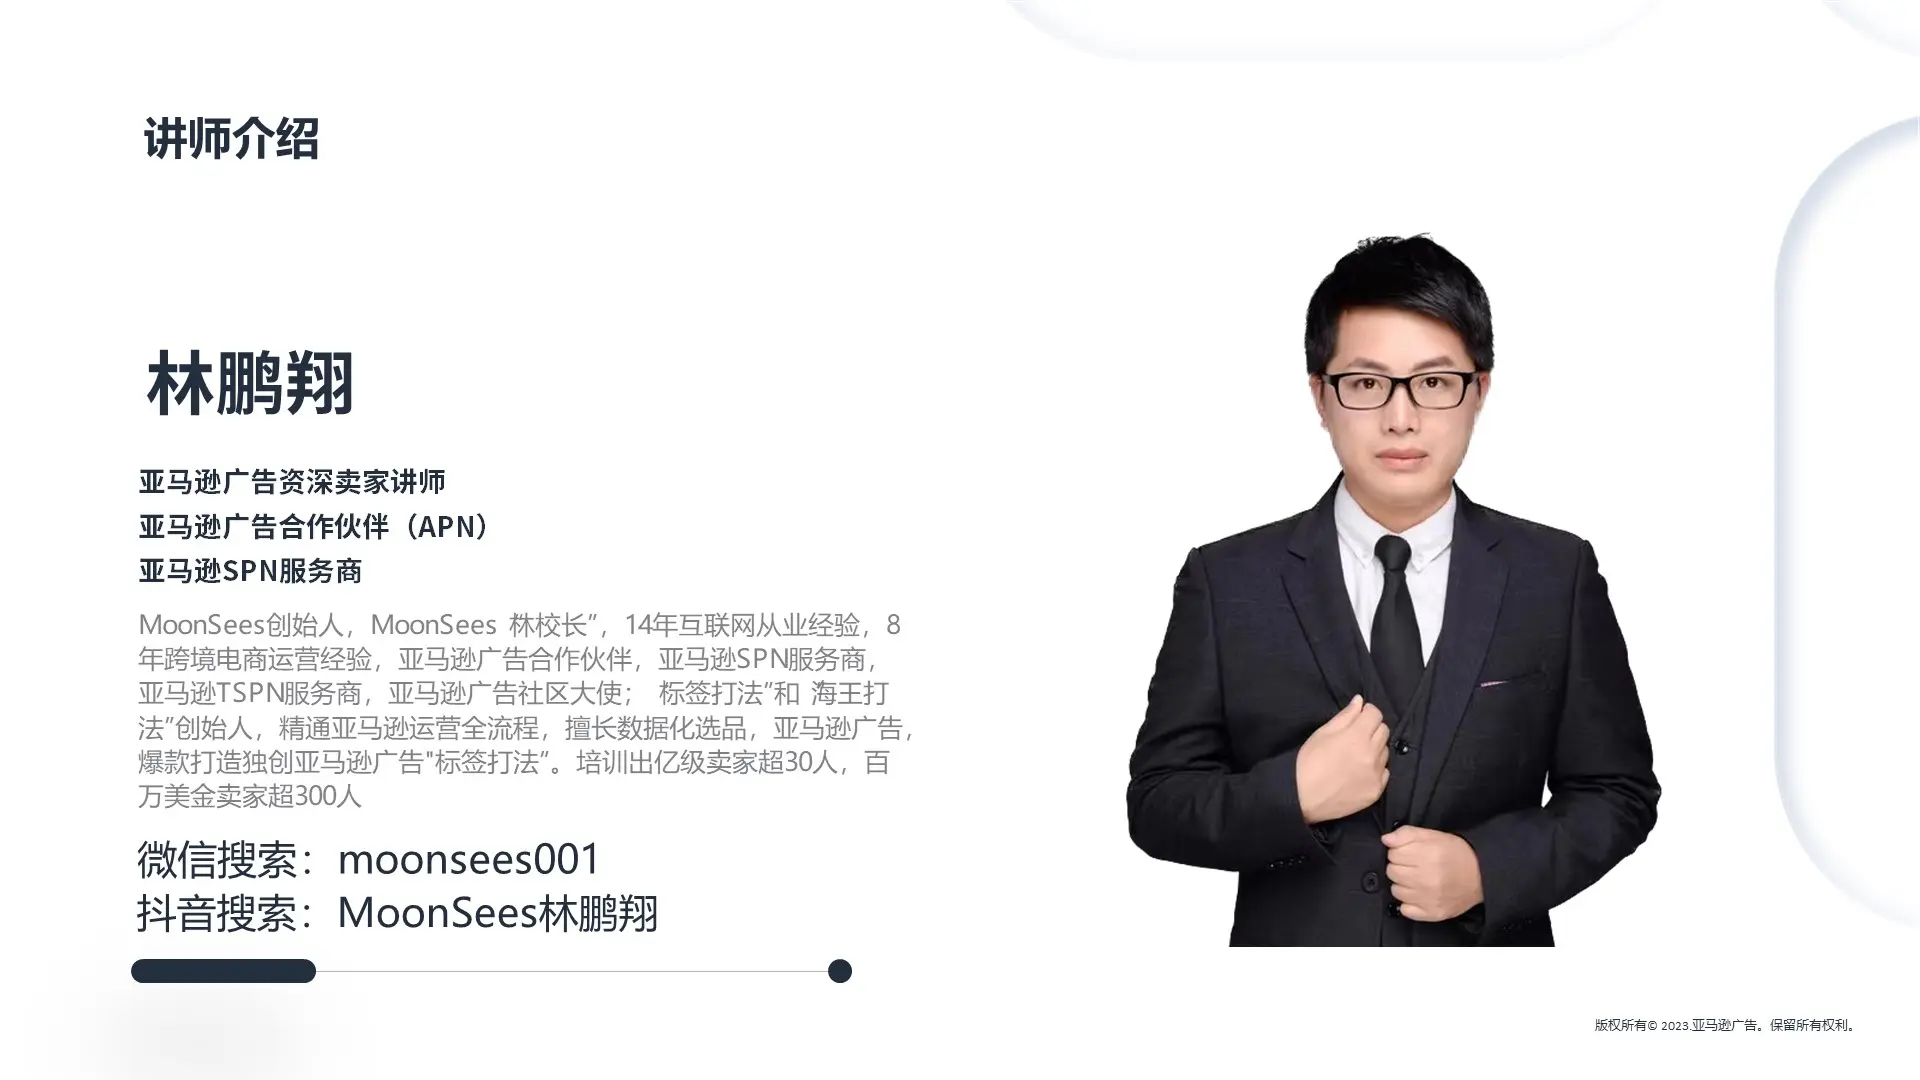 讲师介绍
林鹏翔
亚马逊广告资深卖家讲师
亚马逊广告合作伙伴（APN）
亚马逊SPN服务商
MoonSees创始人，MoonSees “林校长”，14年互联网从业经验，8
年跨境电商运营经验，亚马逊广告合作伙伴，亚马逊SPN服务商，
亚马逊TSPN服务商，亚马逊广告社区大使；“标签打法”和“海王打
法”创始人，精通亚马逊运营全流程，擅长数据化选品，亚马逊广告，
爆款打造独创亚马逊广告"标签打法”。培训出亿级卖家超30人，百
万美金卖家超300人
微信搜索：moonsees001
抖音搜索：MoonSees林鹏翔
版权所有© 2023.亚马逊广告。保留所有权利。